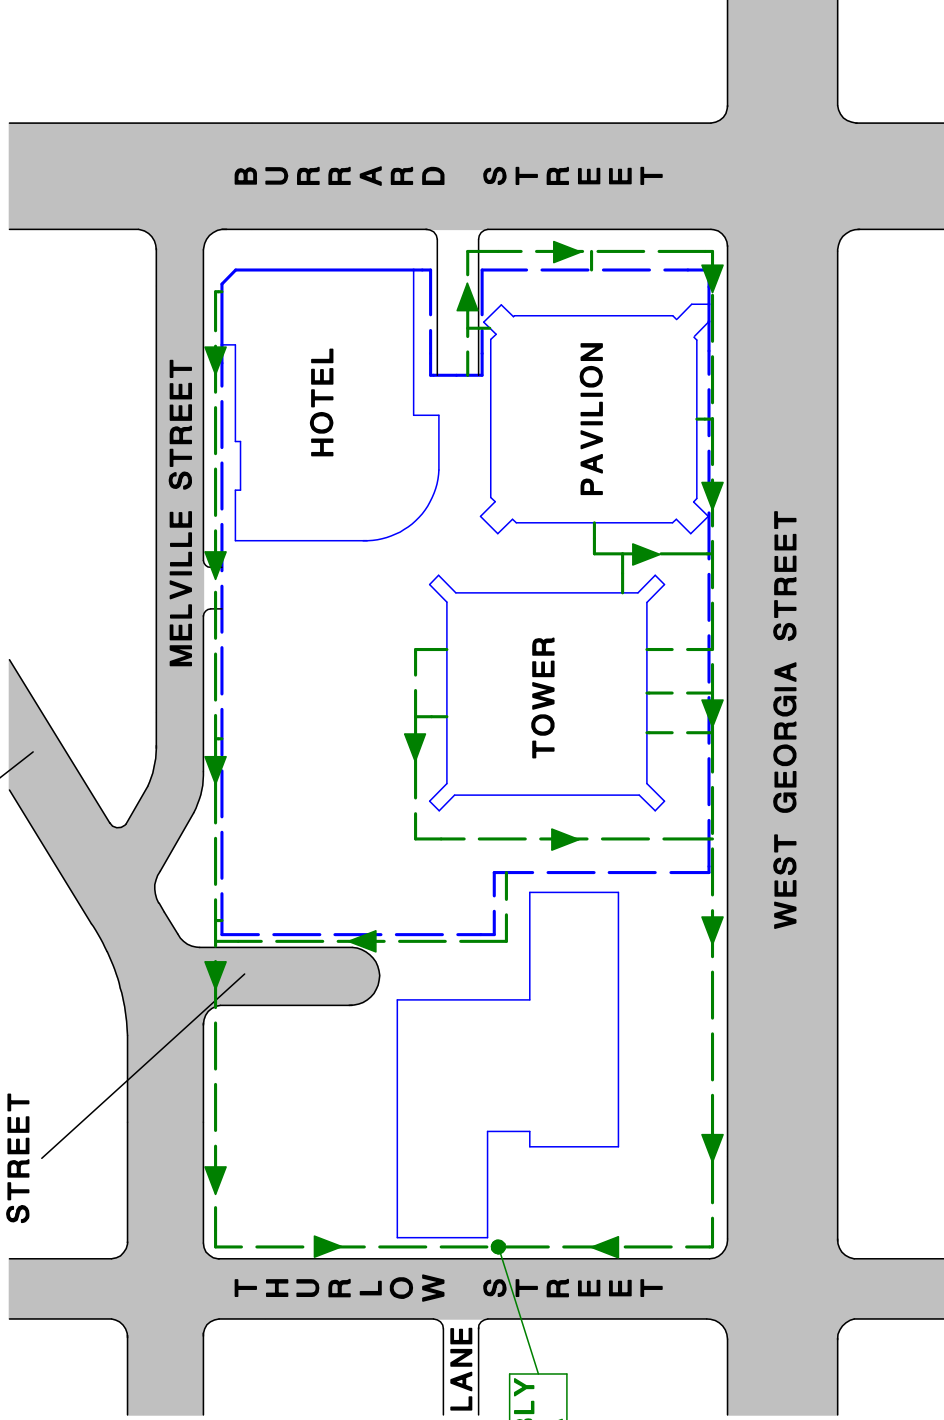 BURRARD STREET
HOTEL
PAVILION
MELVILLE STREET
TOWER
WEST GEORGIA STREET
STREET
THURLOW STREET
LANE